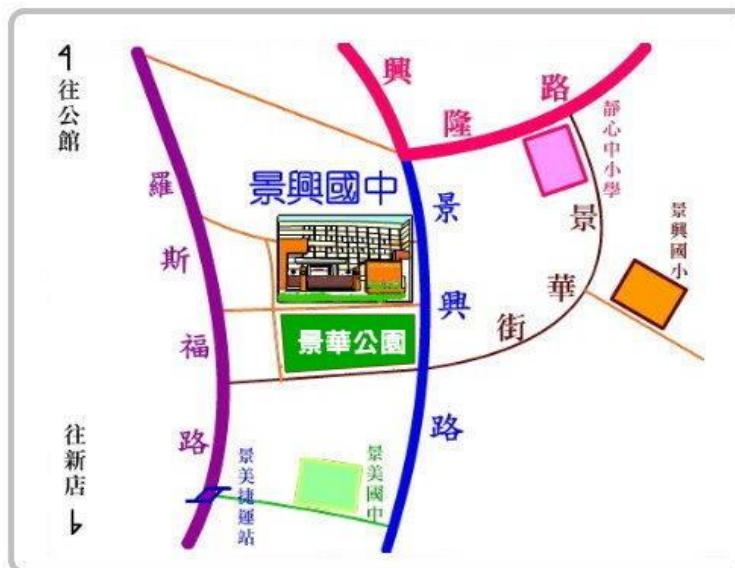 往公館
羅斯福路
往新店
景興國中
景華公園
興隆路
景興路
景華街
靜心中小學
景興國小
景美捷運站
景美國中